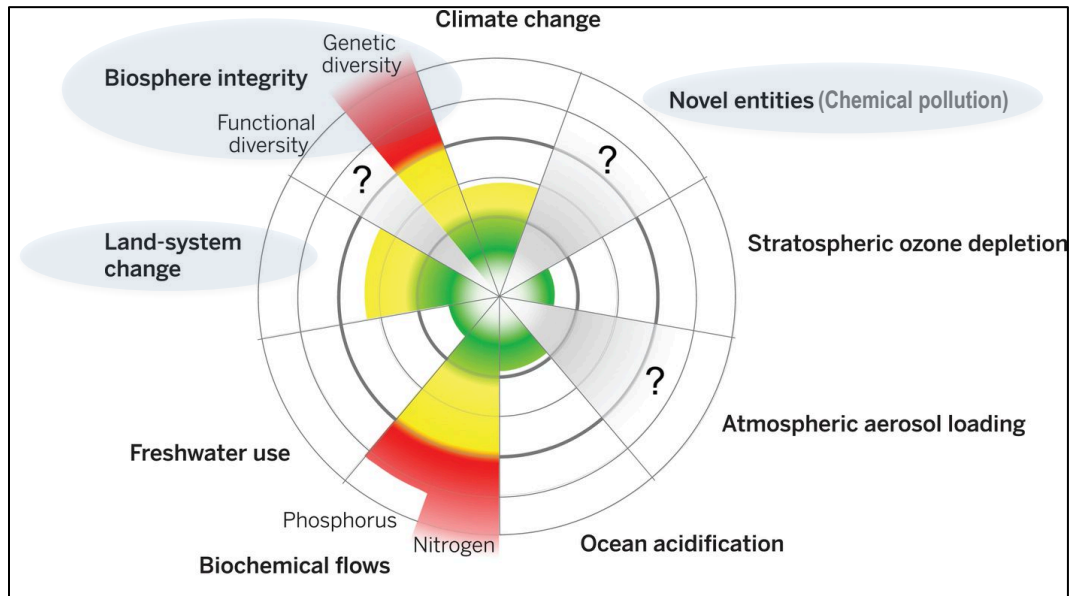 Climate change
Genetic
diversity
Biosphere integrity
Novel entities (Chemical pollution)
Functional
diversity
?
?
Land-system
change
Stratospheric ozone depletion
?
Atmospheric aerosol loading
Freshwater use
Phosphorus
Nitrogen
Ocean acidification
Biochemical flows